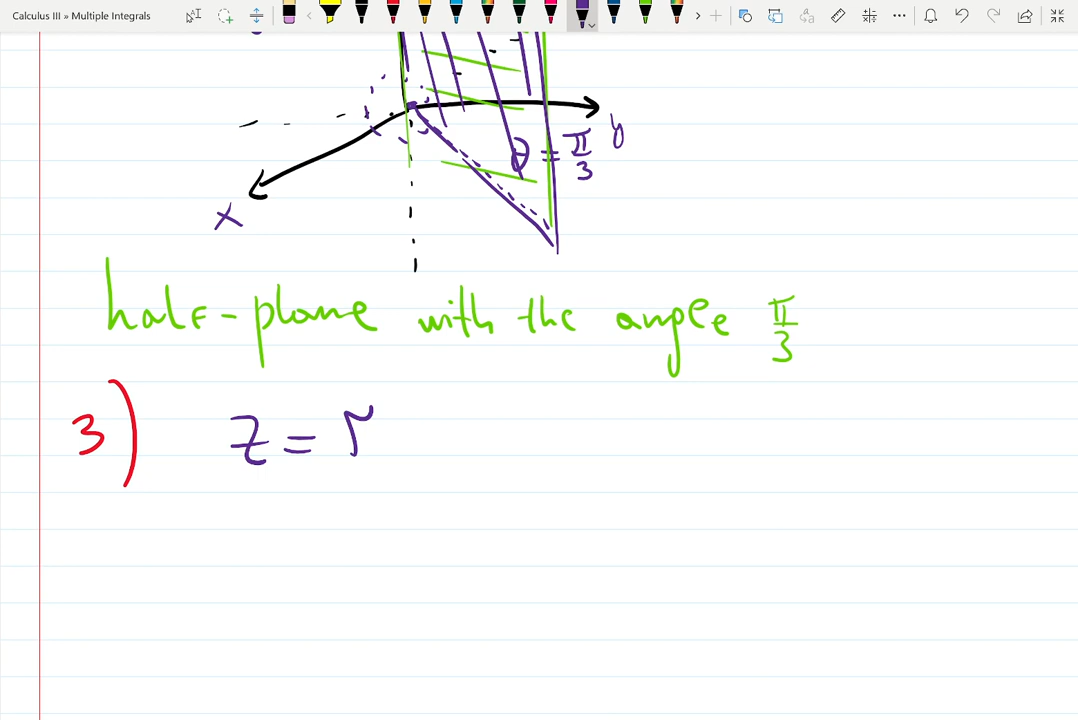 Calculus III » Multiple Integrals
y
θ = π/3
x
half-plane with the angle π/3
3) z = r